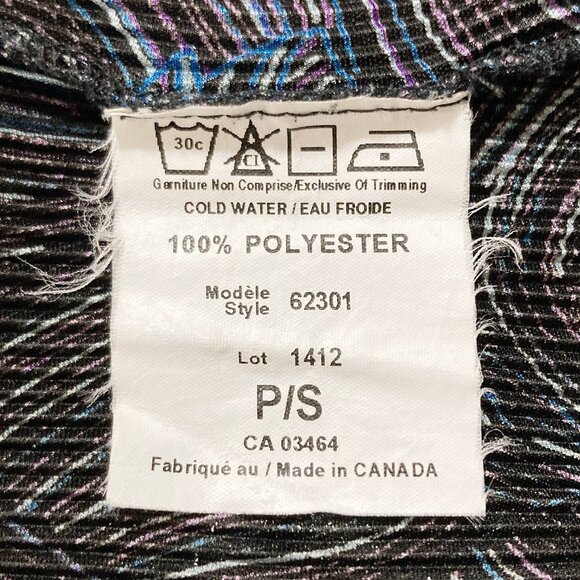 30c
Cl
Garniture Non Comprise/Exclusive Of Trimming
COLD WATER / EAU FROIDE
100% POLYESTER
Modèle
Style 62301
Lot 1412
P/S
CA 03464
Fabriqué au / Made in CANADA